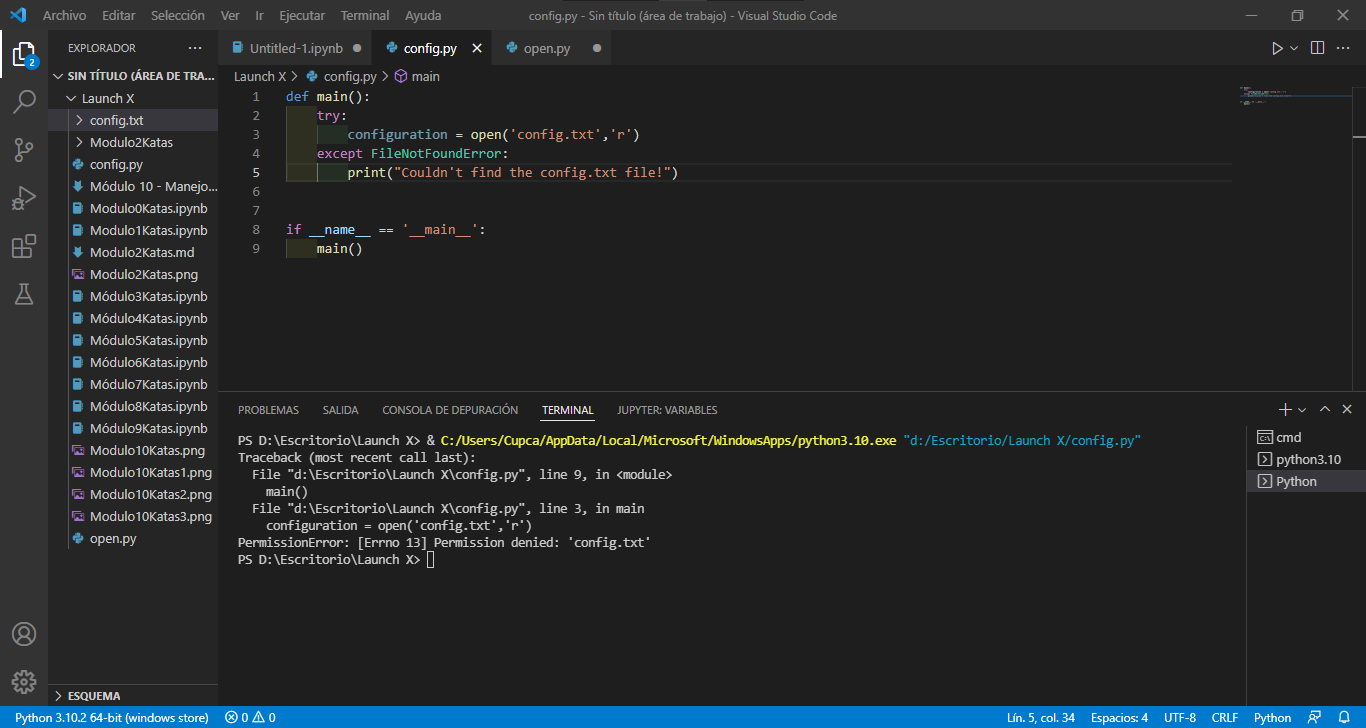 Archivo Editar Selección Ver Ir Ejecutar Terminal Ayuda
config.py - Sin título (área de trabajo) - Visual Studio Code
EXPLORADOR
Untitled-1.ipynb
config.py
open.py
SIN TÍTULO (ÁREA DE TRA...
Launch X
config.txt
Modulo2Katas
config.py
Módulo 10 - Manejo...
Modulo0Katas.ipynb
Modulo1Katas.ipynb
Modulo2Katas.md
Modulo2Katas.png
Módulo3Katas.ipynb
Módulo4Katas.ipynb
Módulo5Katas.ipynb
Módulo6Katas.ipynb
Módulo7Katas.ipynb
Módulo8Katas.ipynb
Módulo9Katas.ipynb
Modulo10Katas.png
Modulo10Katas1.png
Modulo10Katas2.png
Modulo10Katas3.png
open.py
ESQUEMA
2
Launch X > config.py > main
1 def main():
2     try:
3         configuration = open('config.txt','r')
4     except FileNotFoundError:
5         print("Couldn't find the config.txt file!")
6
7
8 if __name__ == '__main__':
9     main()
PROBLEMAS SALIDA CONSOLA DE DEPURACIÓN TERMINAL JUPYTER: VARIABLES
PS D:\Escritorio\Launch X> & C:/Users/Cupca/AppData/Local/Microsoft/WindowsApps/python3.10.exe "d:/Escritorio/Launch X/config.py"
Traceback (most recent call last):
  File "d:\Escritorio\Launch X\config.py", line 9, in <module>
    main()
  File "d:\Escritorio\Launch X\config.py", line 3, in main
    configuration = open('config.txt','r')
PermissionError: [Errno 13] Permission denied: 'config.txt'
PS D:\Escritorio\Launch X>
cmd
python3.10
Python
Python 3.10.2 64-bit (windows store) 0 0 Lín. 5, col. 34 Espacios: 4 UTF-8 CRLF Python